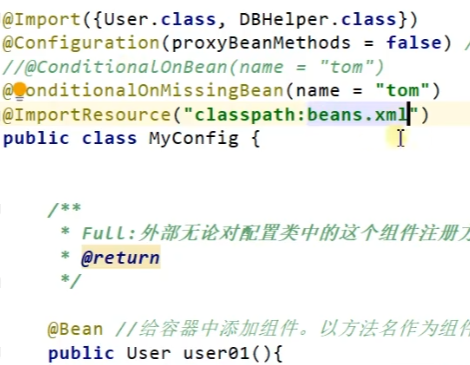 @Import({User.class, DBHelper.class})
@Configuration(proxyBeanMethods = false) /
//@ConditionalOnBean(name = "tom")
@ConditionalOnMissingBean(name = "tom")
@ImportResource("classpath:beans.xml")
public class MyConfig {
/**
* Full:外部无论对配置类中的这个组件注册方
* @return
*/
@Bean //给容器中添加组件。以方法名作为组件
public User user01(){